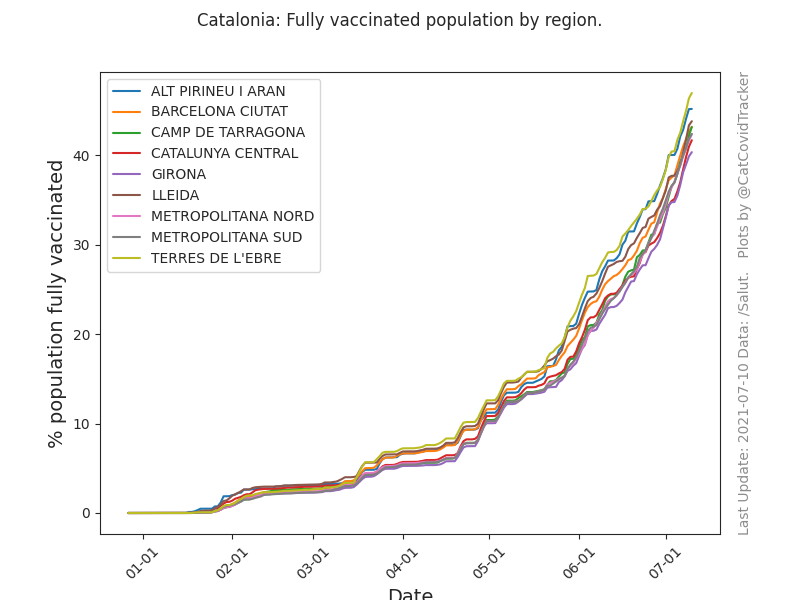 Catalonia: Fully vaccinated population by region.
ALT PIRINEU I ARAN
BARCELONA CIUTAT
CAMP DE TARRAGONA
CATALUNYA CENTRAL
GIRONA
LLEIDA
METROPOLITANA NORD
METROPOLITANA SUD
TERRES DE L'EBRE
% population fully vaccinated
40
30
20
10
0
01-01
02-01
03-01
04-01
05-01
06-01
07-01
Date
Last Update: 2021-07-10 Data: /Salut. Plots by @CatCovidTracker